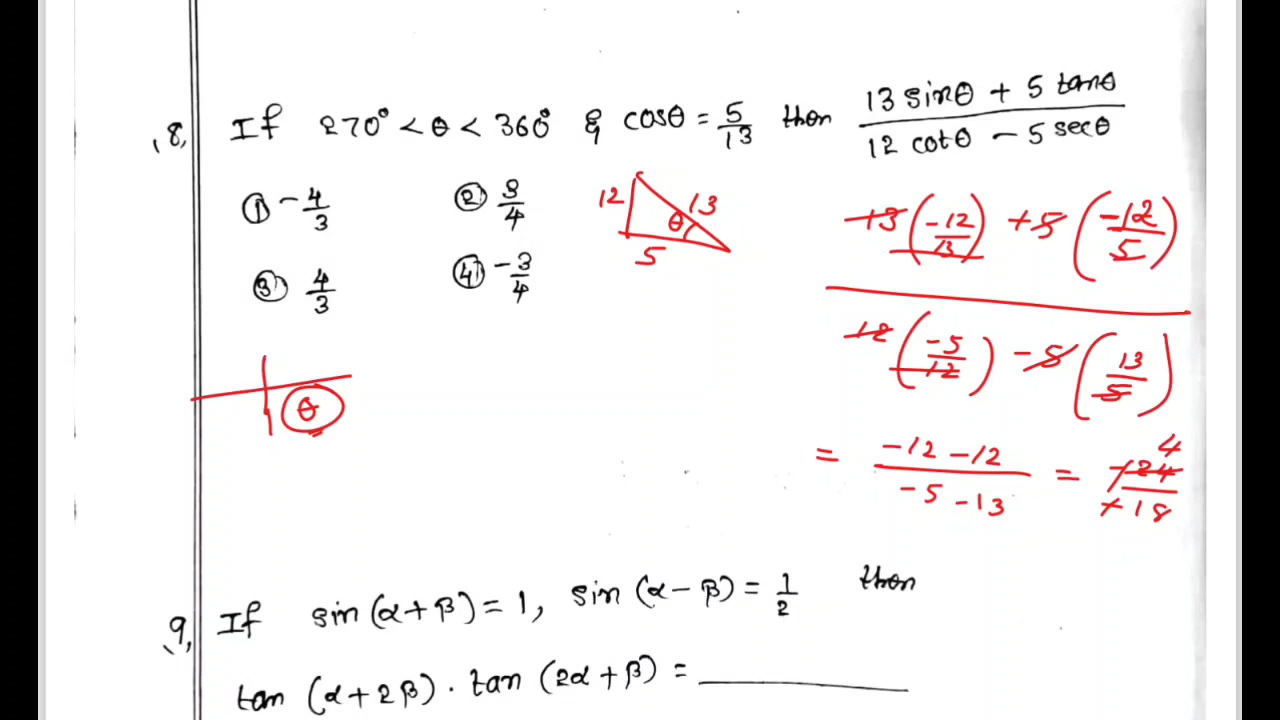 8, If 270° < θ < 360° & cosθ = 5/13 then (13 sinθ + 5 tanθ)/(12 cotθ − 5 secθ)
① −4/3 ② 3/4
③ 4/3 ④ −3/4
12 13 θ 5
θ
13(−12/13) + 5(−12/5)
12(−5/12) − 5(13/5)
= (−12 −12)/(−5 −13) = −24/−18 4
9, If sin(α+β) = 1, sin(α−β) = 1/2 then
tan(α+2β) · tan(2α+β) = ________